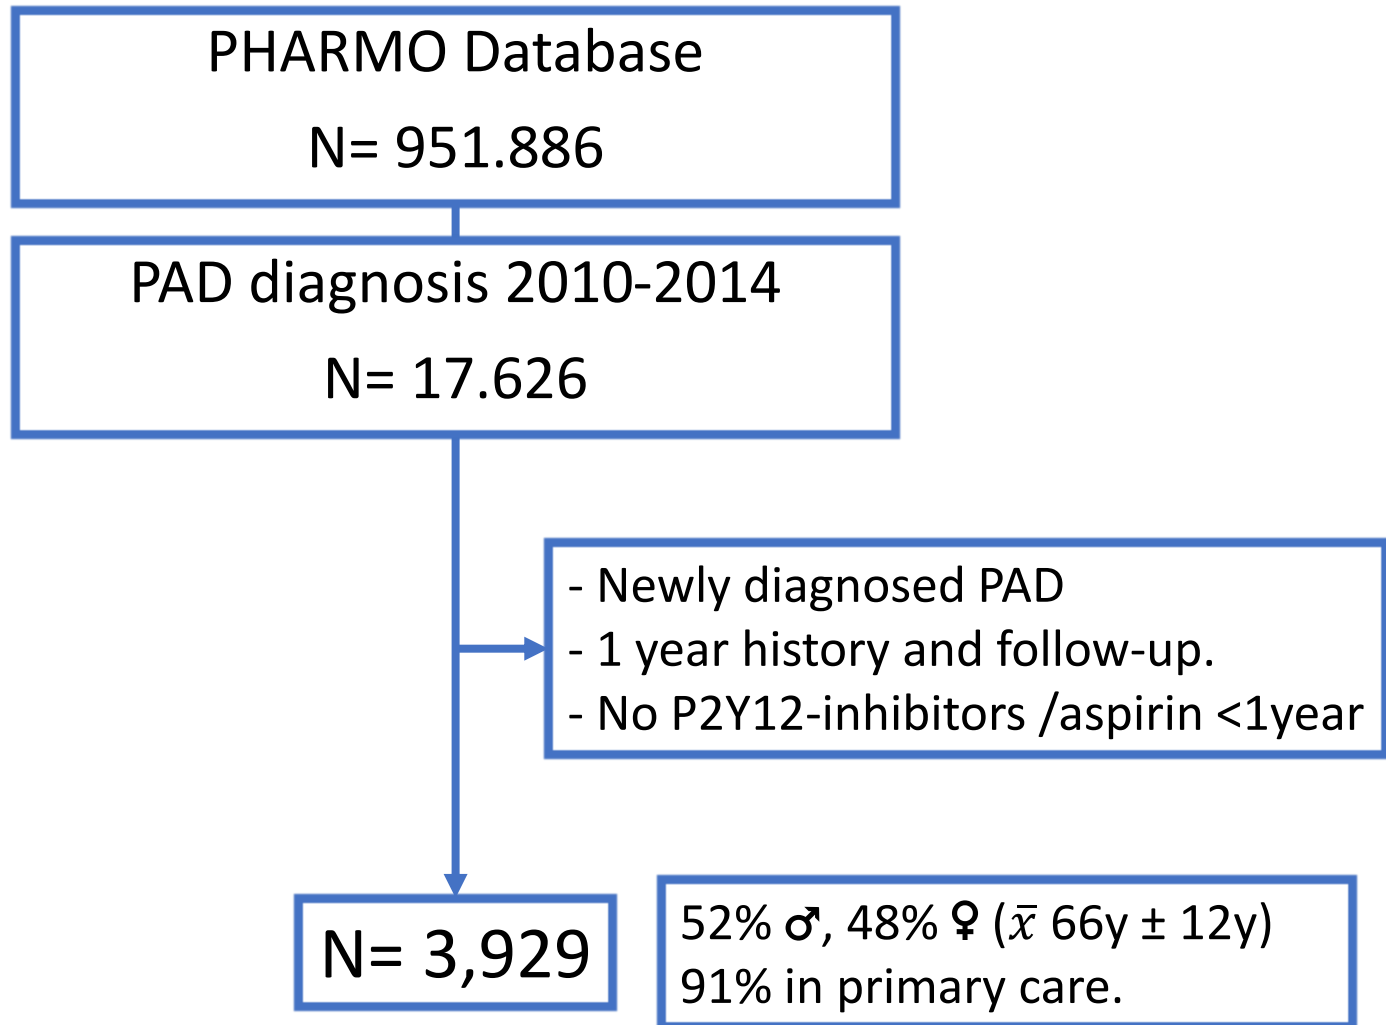 PHARMO Database
N= 951.886
PAD diagnosis 2010-2014
N= 17.626
- Newly diagnosed PAD
- 1 year history and follow-up.
- No P2Y12-inhibitors /aspirin <1year
N= 3,929
52% ♂, 48% ♀ (x̄ 66y ± 12y)
91% in primary care.